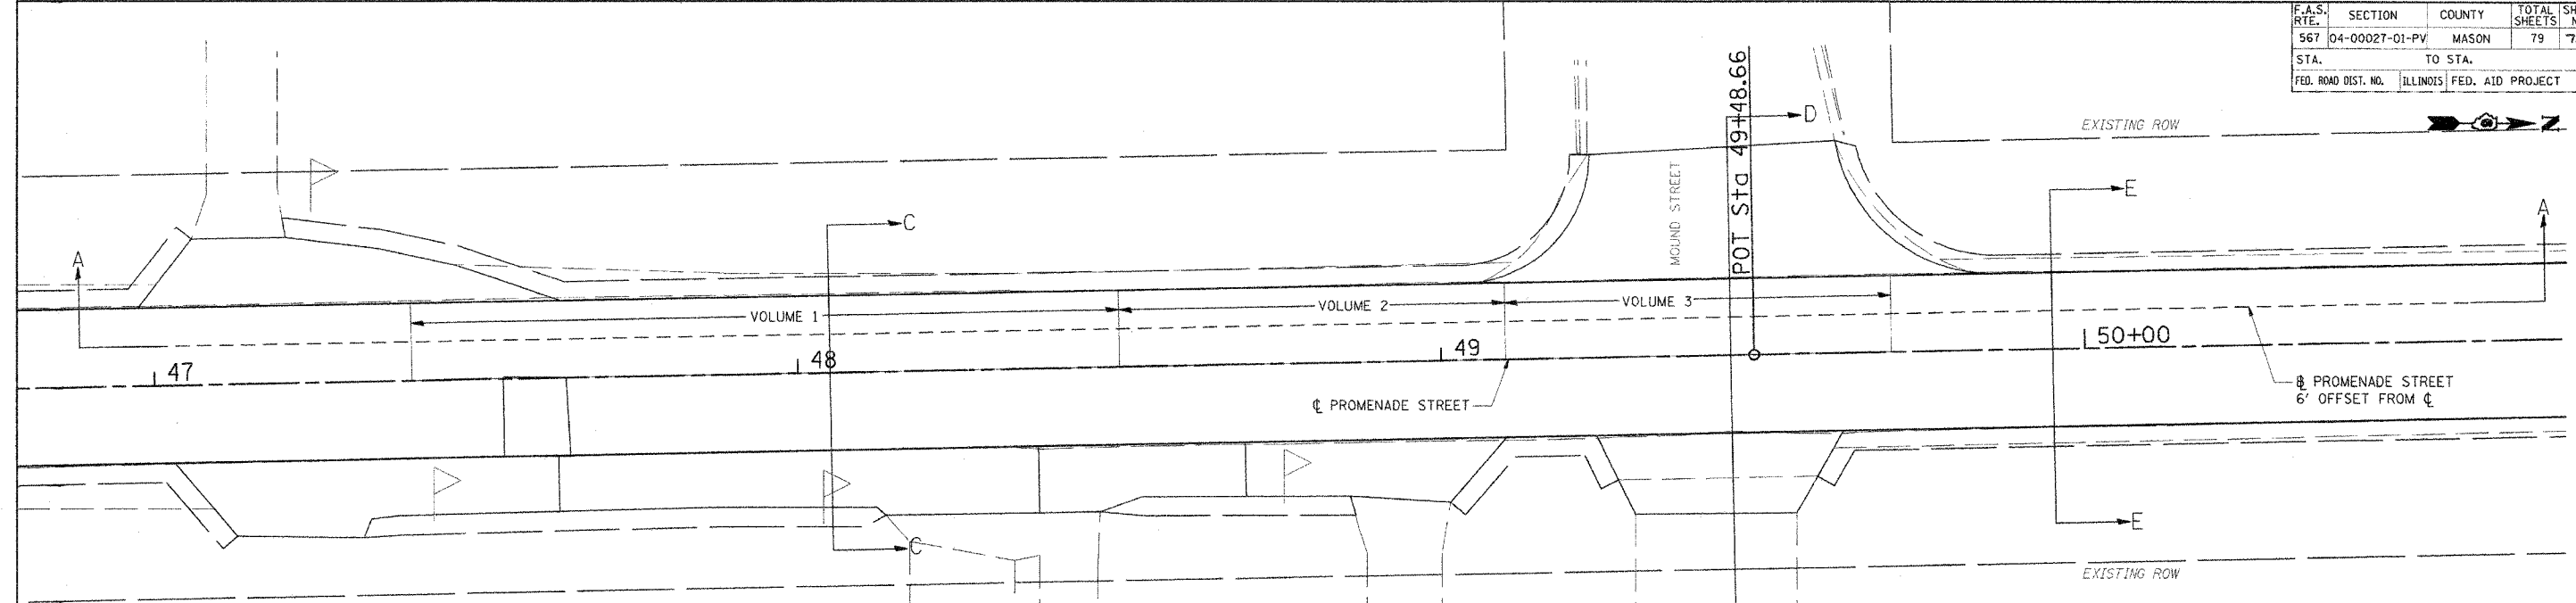 F.A.S. RTE. SECTION COUNTY TOTAL SHEETS
567 04-00027-01-PV MASON 79
STA. TO STA.
FED. ROAD DIST. NO. ILLINOIS FED. AID PROJECT
POT Sta 49+48.66
D
EXISTING ROW
N
MOUND STREET
E
C
A
A
VOLUME 1
VOLUME 2
VOLUME 3
47
48
49
50+00
℄ PROMENADE STREET
PROMENADE STREET
6' OFFSET FROM ℄
C
E
EXISTING ROW